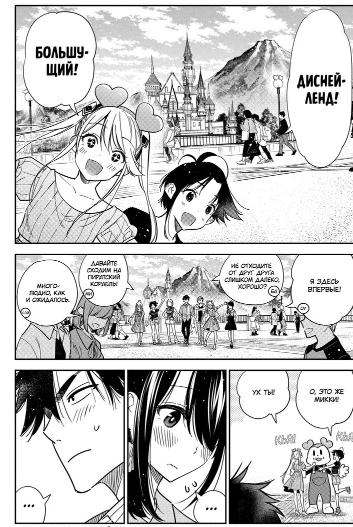 БОЛЬШУ-
ЩИЙ!
ДИСНЕЙ-
ЛЕНД!
МНОГО-
ЛЮДНО, КАК
И ОЖИДАЛОСЬ.
ДАВАЙТЕ
СХОДИМ НА
ПИРАТСКИЙ
КОРАБЛЬ!
НЕ ОТХОДИТЕ
ОТ ДРУГ ДРУГА
СЛИШКОМ ДАЛЕКО,
ХОРОШО?
Я ЗДЕСЬ
ВПЕРВЫЕ!
...
...
УХ ТЫ!
О, ЭТО ЖЕ
МИККИ!
КЬЯ!
КЬЯ!